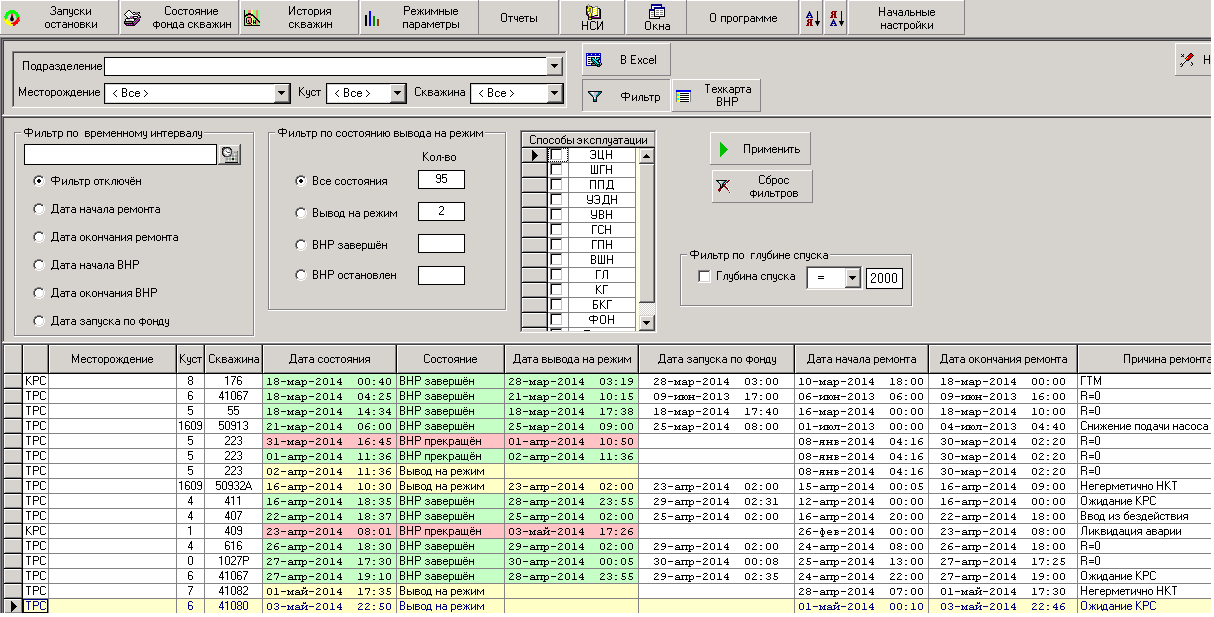 Запуски остановки
Состояние фонда скважин
История скважин
Режимные параметры
Отчеты
НСИ
Окна
О программе
Начальные настройки
Подразделение
В Excel
Н
Месторождение < Все > Куст < Все > Скважина < Все >
Фильтр
Техкарта ВНР
Фильтр по временному интервалу
Фильтр отключён
Дата начала ремонта
Дата окончания ремонта
Дата начала ВНР
Дата окончания ВНР
Дата запуска по фонду
Фильтр по состоянию вывода на режим
Кол-во
Все состояния 95
Вывод на режим 2
ВНР завершён
ВНР остановлен
Способы эксплуатации
ЭЦН
ШГН
ППД
УЭДН
УВН
ГСН
ГПН
ВШН
ГЛ
КГ
БКГ
ФОН
Применить
Сброс фильтров
Фильтр по глубине спуска
Глубина спуска = 2000
Месторождение Куст Скважина Дата состояния Состояние Дата вывода на режим Дата запуска по фонду Дата начала ремонта Дата окончания ремонта Причина ремонта
КРС 8 176 18-мар-2014 00:40 ВНР завершён 28-мар-2014 03:19 28-мар-2014 03:00 10-мар-2014 18:00 18-мар-2014 00:00 ГТМ
ТРС 6 41067 18-мар-2014 04:25 ВНР завершён 21-мар-2014 10:15 09-июн-2013 17:00 06-июн-2013 06:00 09-июн-2013 16:00 R=0
ТРС 5 55 18-мар-2014 14:34 ВНР завершён 18-мар-2014 17:38 18-мар-2014 17:40 16-мар-2014 00:00 18-мар-2014 10:00 R=0
ТРС 1609 50913 21-мар-2014 06:00 ВНР завершён 25-мар-2014 09:00 25-мар-2014 08:00 01-июл-2013 00:00 04-июл-2013 04:40 Снижение подачи насоса
ТРС 5 223 31-мар-2014 16:45 ВНР прекращён 01-апр-2014 10:50 08-янв-2014 04:16 30-мар-2014 02:20 R=0
ТРС 5 223 01-апр-2014 11:36 ВНР завершён 02-апр-2014 11:36 08-янв-2014 04:16 30-мар-2014 02:20 R=0
ТРС 5 223 02-апр-2014 11:36 Вывод на режим 08-янв-2014 04:16 30-мар-2014 02:20 R=0
ТРС 1609 50932А 16-апр-2014 10:30 Вывод на режим 23-апр-2014 02:00 23-апр-2014 02:00 15-апр-2014 00:05 16-апр-2014 09:00 Негерметично НКТ
ТРС 4 411 16-апр-2014 18:35 ВНР завершён 28-апр-2014 23:55 29-апр-2014 02:31 12-апр-2014 00:00 16-апр-2014 00:00 Ожидание КРС
ТРС 4 407 22-апр-2014 18:37 ВНР завершён 25-апр-2014 02:00 25-апр-2014 02:00 16-апр-2014 20:00 22-апр-2014 18:00 Ввод из бездействия
КРС 1 409 23-апр-2014 08:01 ВНР прекращён 03-май-2014 17:26 26-фев-2014 00:00 23-апр-2014 08:00 Ликвидация аварии
ТРС 4 616 26-апр-2014 18:30 ВНР завершён 29-апр-2014 02:00 29-апр-2014 02:00 24-апр-2014 08:00 26-апр-2014 18:00 R=0
ТРС 0 1027Р 27-апр-2014 17:30 ВНР завершён 30-апр-2014 00:05 30-апр-2014 00:08 25-апр-2014 13:00 27-апр-2014 17:25 R=0
ТРС 6 41067 27-апр-2014 19:10 ВНР завершён 28-апр-2014 23:55 29-апр-2014 02:35 24-апр-2014 22:00 27-апр-2014 19:00 Ожидание КРС
ТРС 7 41082 01-май-2014 17:35 Вывод на режим 28-апр-2014 07:00 01-май-2014 17:30 Негерметично НКТ
ТРС 6 41080 03-май-2014 22:50 Вывод на режим 01-май-2014 00:10 03-май-2014 22:46 Ожидание КРС